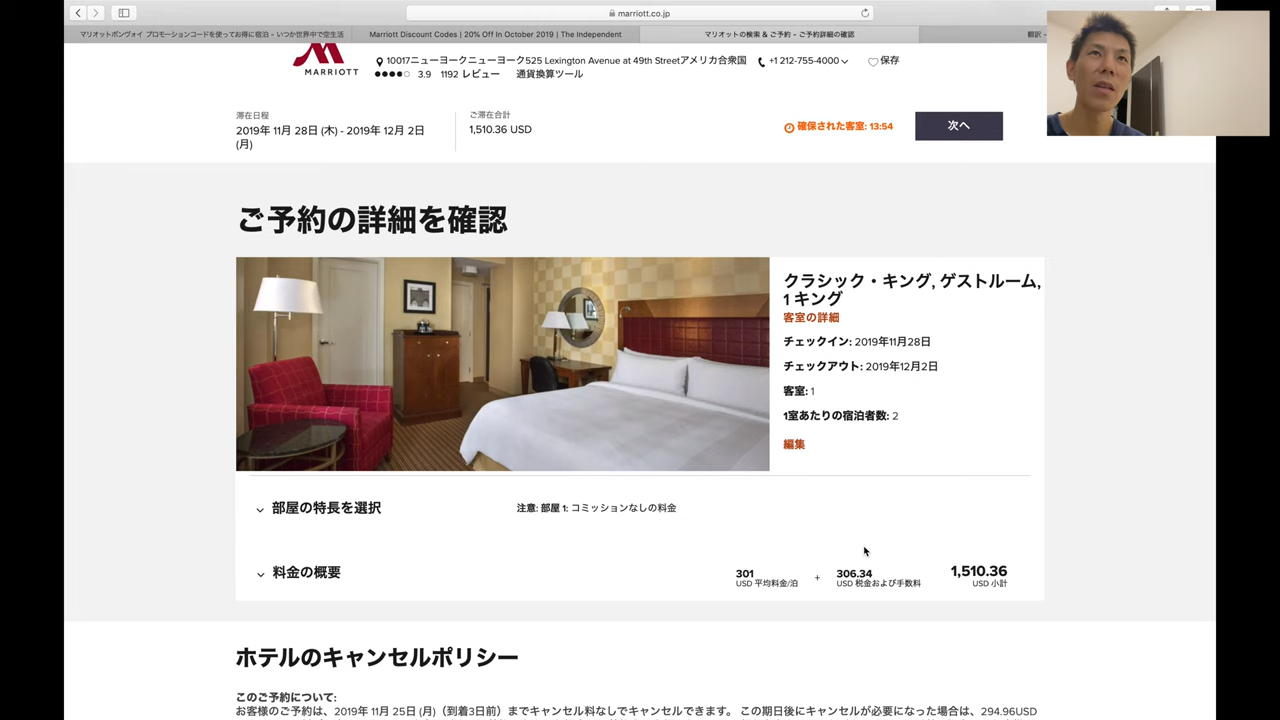 marriott.co.jp
マリオットボンヴォイ プロモーションコードを使ってお得に宿泊 - いつか世界中で空生活
Marriott Discount Codes | 20% Off In October 2019 | The Independent
マリオットの検索 & ご予約 - ご予約詳細の確認
翻訳 -
MARRIOTT
10017ニューヨークニューヨーク525 Lexington Avenue at 49th Streetアメリカ合衆国
+1 212-755-4000
保存
3.9 1192 レビュー 通貨換算ツール
滞在日程
2019年 11月 28日 (木) - 2019年 12月 2日
(月)
ご滞在合計
1,510.36 USD
確保された客室: 13:54
次へ
ご予約の詳細を確認
クラシック・キング, ゲストルーム,
1 キング
客室の詳細
チェックイン: 2019年11月28日
チェックアウト: 2019年12月2日
客室: 1
1室あたりの宿泊者数: 2
編集
部屋の特長を選択
注意: 部屋 1: コミッションなしの料金
料金の概要
301
USD 平均料金/泊
+
306.34
USD 税金および手数料
1,510.36
USD 小計
ホテルのキャンセルポリシー
このご予約について:
お客様のご予約は、2019年 11月 25日 (月)（到着3日前）までキャンセル料なしでキャンセルできます。 この期日後にキャンセルが必要になった場合は、294.96USD